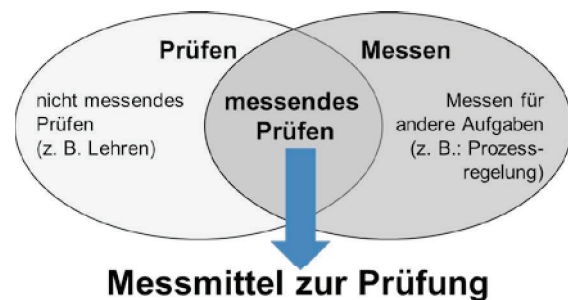 Prüfen
Messen
nicht messendes
Prüfen
(z. B. Lehren)
messendes
Prüfen
Messen für
andere Aufgaben
(z. B.: Prozess-
regelung)
Messmittel zur Prüfung